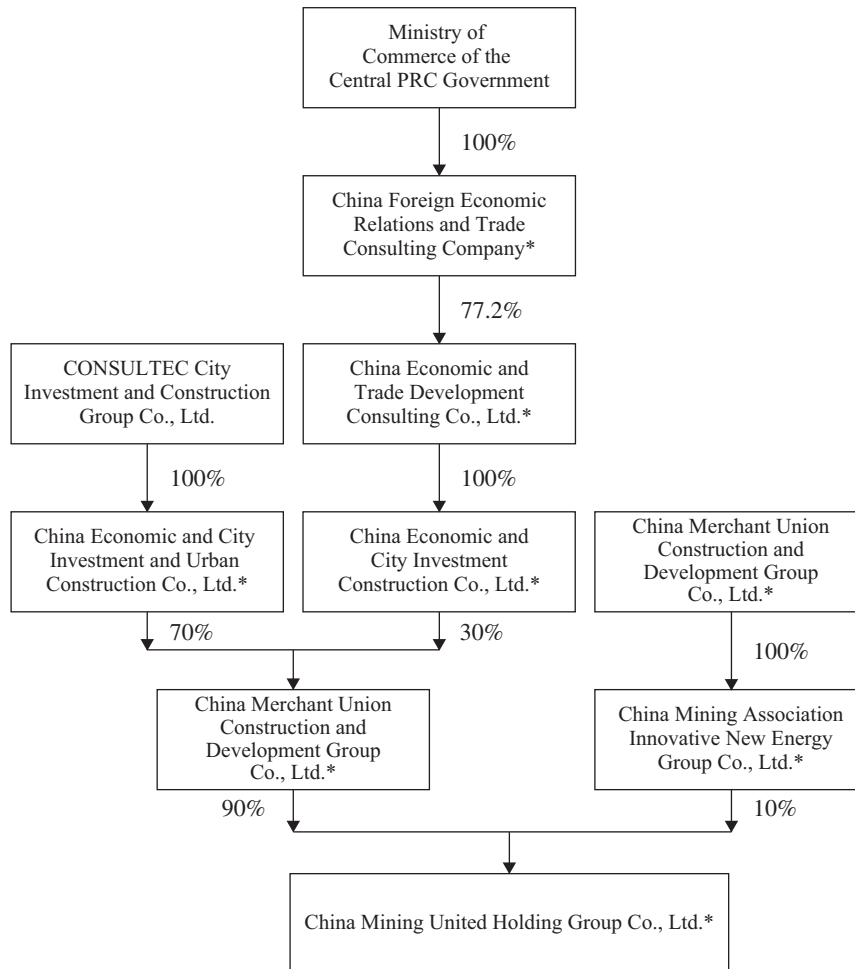 Ministry of
Commerce of the
Central PRC Government
100%
China Foreign Economic
Relations and Trade
Consulting Company*
77.2%
CONSULTEC City
Investment and Construction
Group Co., Ltd.
China Economic and
Trade Development
Consulting Co., Ltd.*
100%
100%
China Economic and City
Investment and Urban
Construction Co., Ltd.*
China Economic and
City Investment
Construction Co., Ltd.*
China Merchant Union
Construction and
Development Group
Co., Ltd.*
70%
30%
100%
China Merchant Union
Construction and
Development Group
Co., Ltd.*
China Mining Association
Innovative New Energy
Group Co., Ltd.*
90%
10%
China Mining United Holding Group Co., Ltd.*